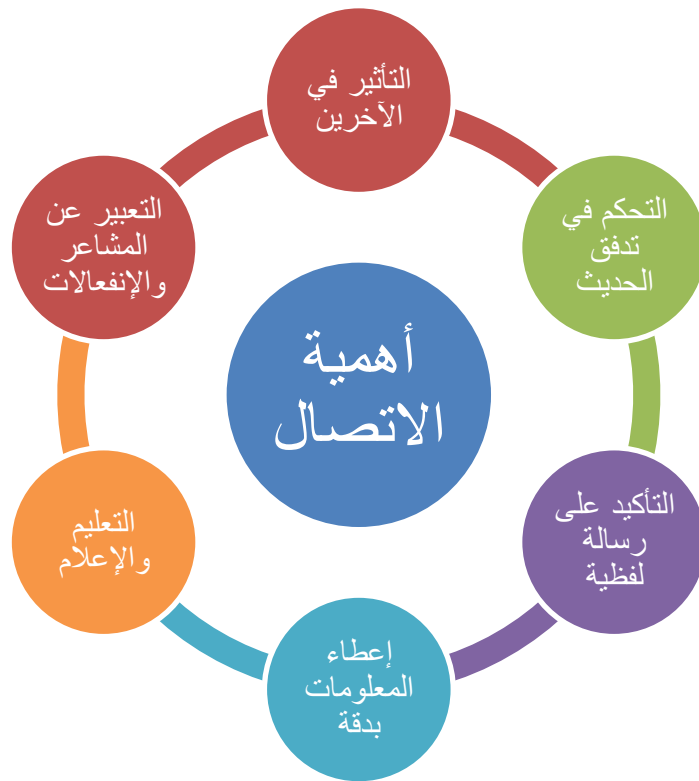 التأثير في
الآخرين
التحكم في
تدفق
الحديث
التأكيد على
رسالة
لفظية
إعطاء
المعلومات
بدقة
التعليم
والإعلام
التعبير عن
المشاعر
والإنفعالات
أهمية
الاتصال